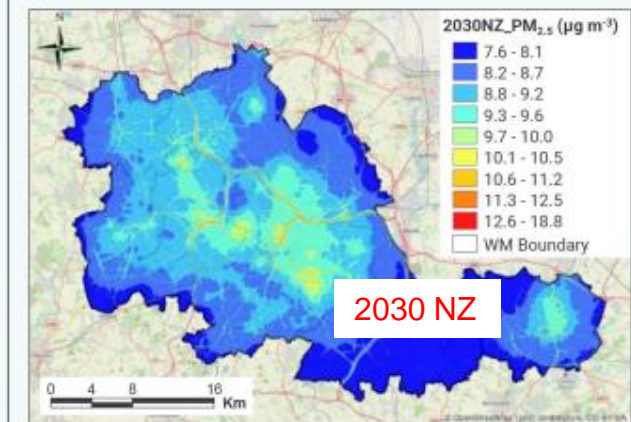 2030NZ_PM₂.₅ (µg m⁻³)
7.6 - 8.1
8.2 - 8.7
8.8 - 9.2
9.3 - 9.6
9.7 - 10.0
10.1 - 10.5
10.6 - 11.2
11.3 - 12.5
12.6 - 18.8
WM Boundary
2030 NZ
0 4 8 16
Km